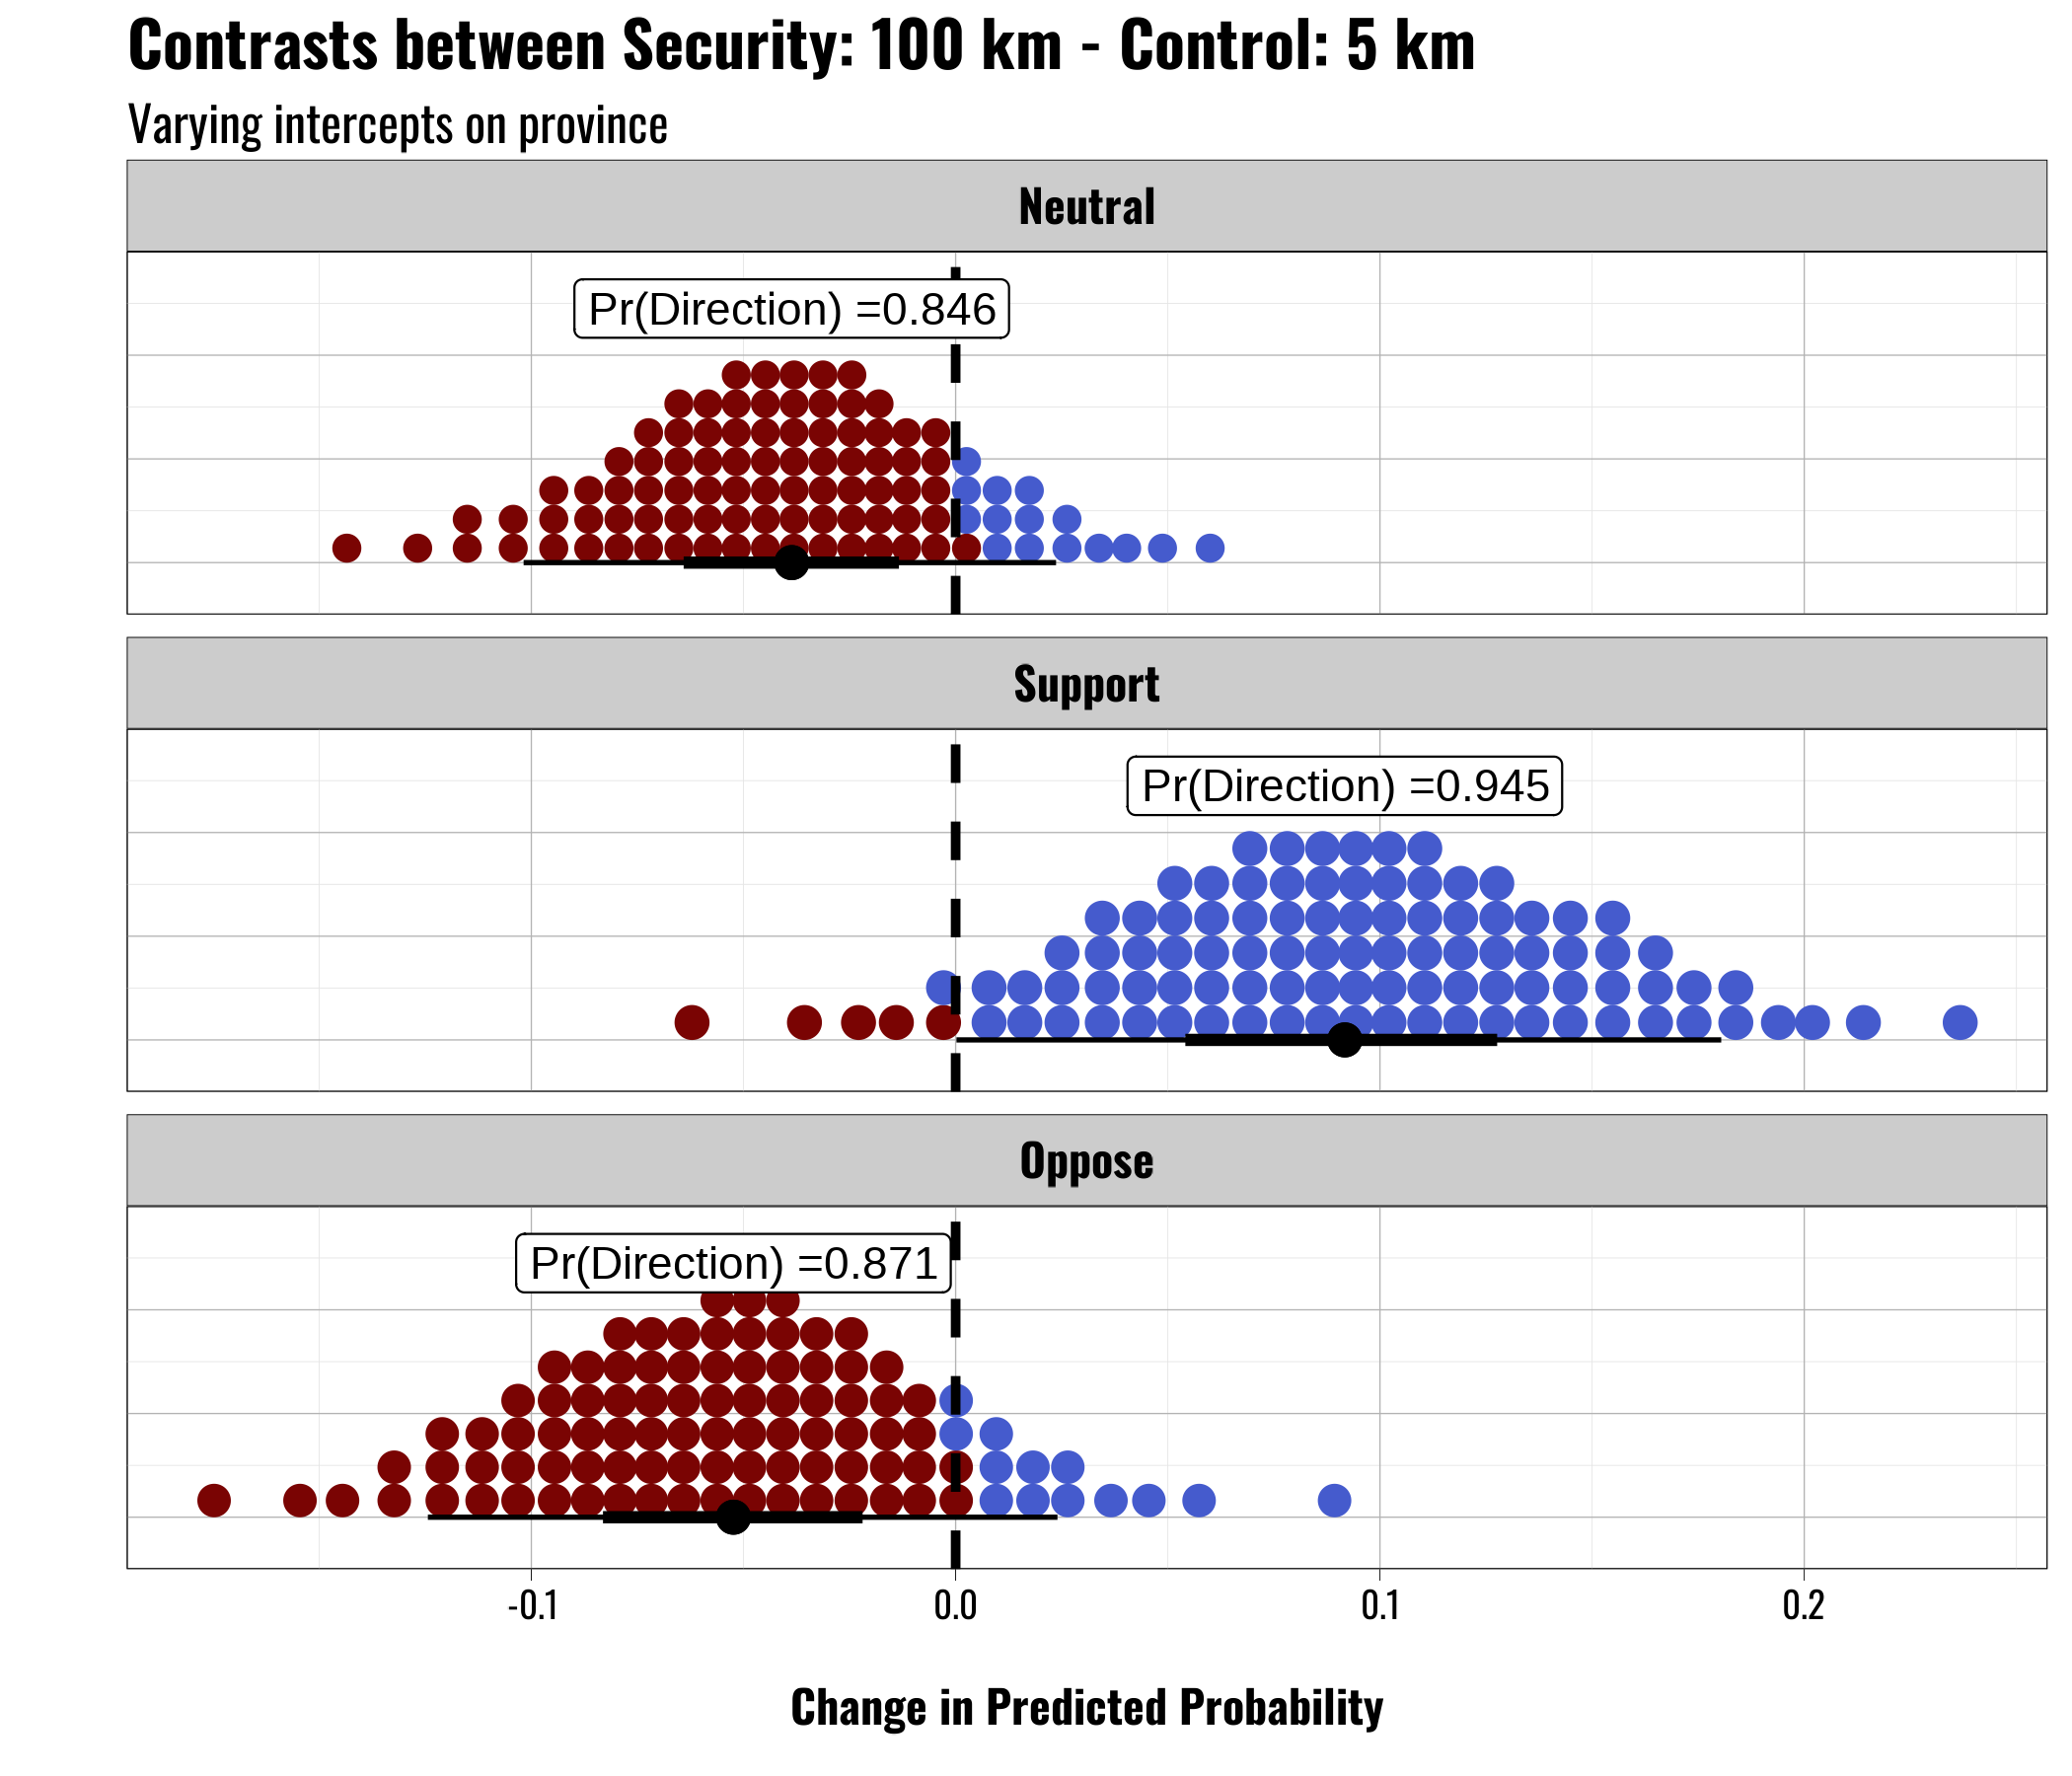 Contrasts between Security: 100 km - Control: 5 km
Varying intercepts on province
Neutral
Pr(Direction) =0.846
Support
Pr(Direction) =0.945
Oppose
Pr(Direction) =0.871
-0.1 0.0 0.1 0.2
Change in Predicted Probability